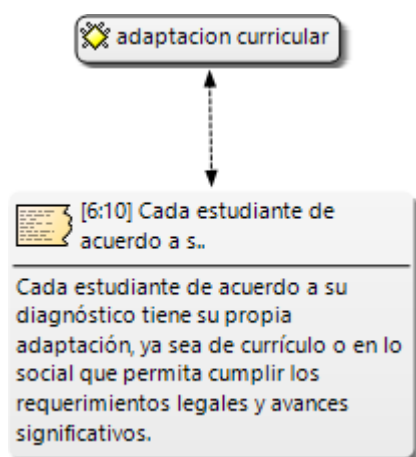 adaptacion curricular
[6:10] Cada estudiante de
acuerdo a s..
Cada estudiante de acuerdo a su
diagnóstico tiene su propia
adaptación, ya sea de currículo o en lo
social que permita cumplir los
requerimientos legales y avances
significativos.